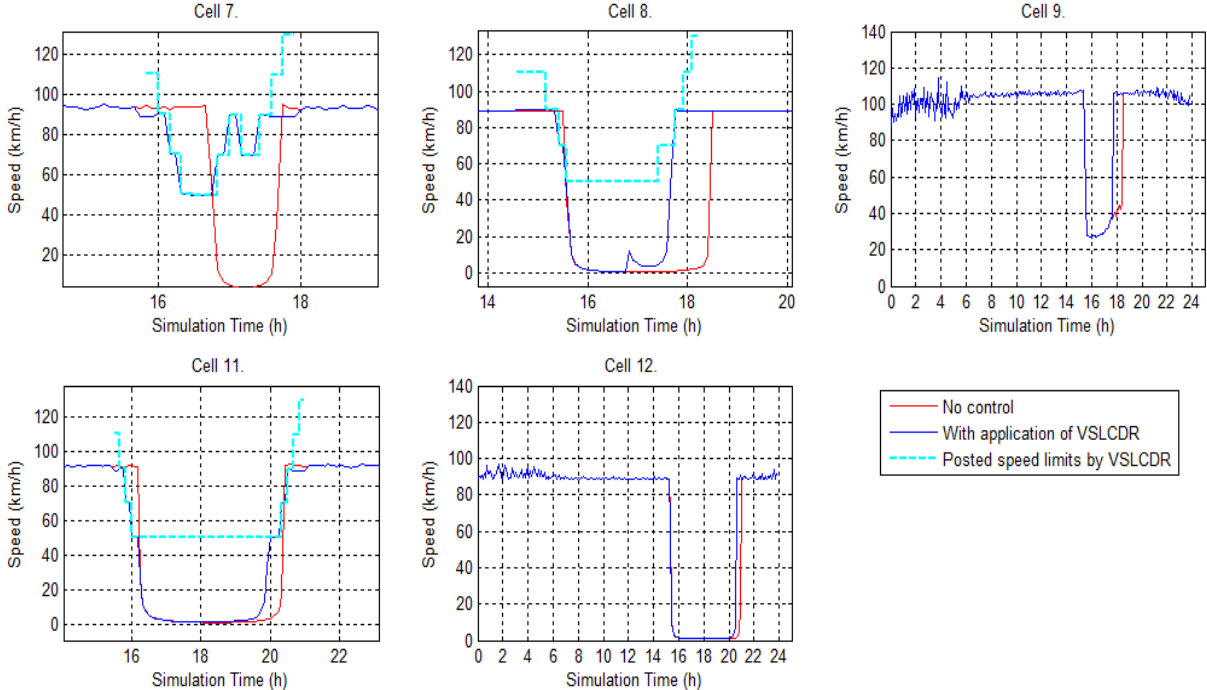 Cell 7.
120
100
80
60
40
20
16
18
Speed (km/h)
Simulation Time (h)
Cell 8.
120
100
80
60
40
20
0
14
16
18
20
Speed (km/h)
Simulation Time (h)
Cell 9.
140
120
100
80
60
40
20
0
0 2 4 6 8 10 12 14 16 18 20 22 24
Speed (km/h)
Simulation Time (h)
Cell 11.
120
100
80
60
40
20
0
16
18
20
22
Speed (km/h)
Simulation Time (h)
Cell 12.
140
120
100
80
60
40
20
0
0 2 4 6 8 10 12 14 16 18 20 22 24
Speed (km/h)
Simulation Time (h)
No control
With application of VSLCDR
Posted speed limits by VSLCDR